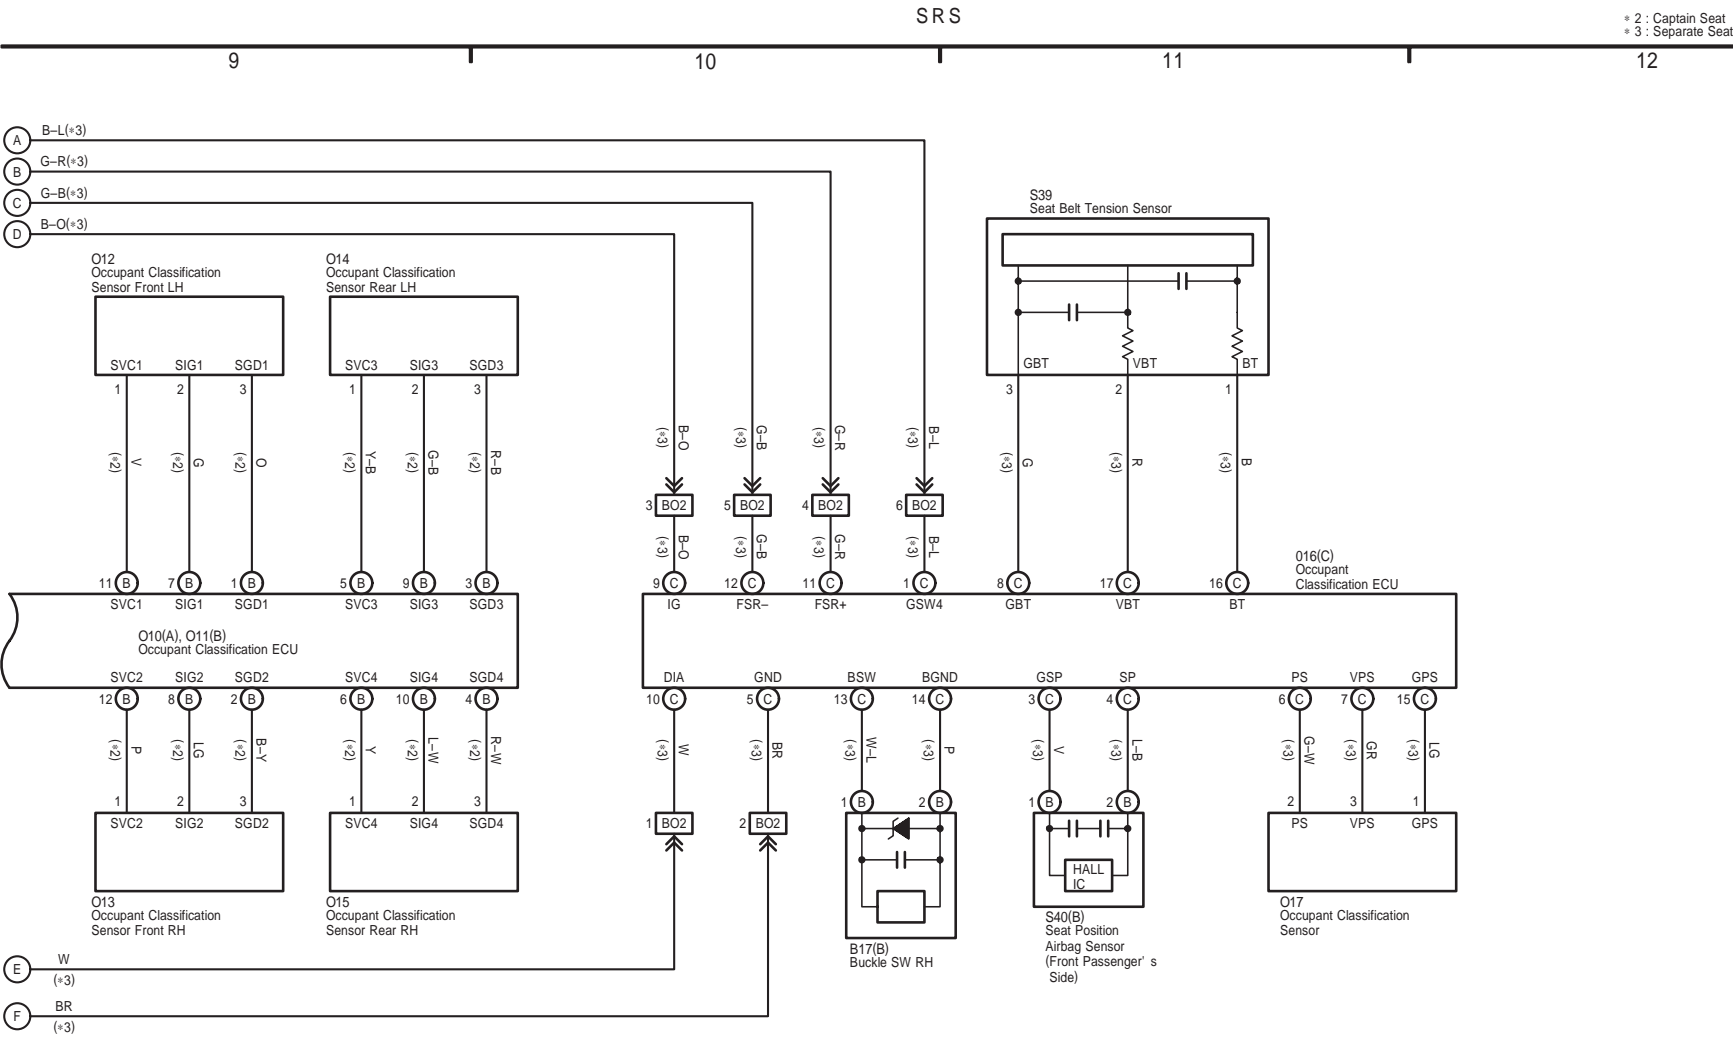 SRS
∗ 2 : Captain Seat
∗ 3 : Separate Seat
9 10 11 12
A B–L(∗3)
B G–R(∗3)
C G–B(∗3)
D B–O(∗3)
S39
Seat Belt Tension Sensor
O12
Occupant Classification
Sensor Front LH
O14
Occupant Classification
Sensor Rear LH
SVC1 SIG1 SGD1 SVC3 SIG3 SGD3 GBT VBT BT
1 2 3 1 2 3 3 2 1
(∗3) B–O (∗3) G–B (∗3) G–R (∗3) B–L
(∗2) V (∗2) G (∗2) O (∗2) Y–B (∗2) G–B (∗2) R–B (∗3) G (∗3) R (∗3) B
3 BO2 5 BO2 4 BO2 6 BO2
(∗3) B–O (∗3) G–B (∗3) G–R (∗3) B–L
016(C)
Occupant
Classification ECU
11 B 7 B 1 B 5 B 9 B 3 B 9 C 12 C 11 C 1 C 8 C 17 C 16 C
SVC1 SIG1 SGD1 SVC3 SIG3 SGD3 IG FSR– FSR+ GSW4 GBT VBT BT
O10(A), O11(B)
Occupant Classification ECU
SVC2 SIG2 SGD2 SVC4 SIG4 SGD4 DIA GND BSW BGND GSP SP PS VPS GPS
12 B 8 B 2 B 6 B 10 B 4 B 10 C 5 C 13 C 14 C 3 C 4 C 6 C 7 C 15 C
(∗2) P (∗2) LG (∗2) B–Y (∗2) Y (∗2) L–W (∗2) R–W (∗3) W (∗3) BR (∗3) W–L (∗3) P (∗3) V (∗3) L–B (∗3) G–W (∗3) GR (∗3) LG
1 2 3 1 2 3 1 B 2 B 1 B 2 B 2 3 1
SVC2 SIG2 SGD2 SVC4 SIG4 SGD4 1 BO2 2 BO2 PS VPS GPS
HALL
IC
O13
Occupant Classification
Sensor Front RH
O15
Occupant Classification
Sensor Rear RH
B17(B)
Buckle SW RH
S40(B)
Seat Position
Airbag Sensor
(Front Passenger' s
Side)
O17
Occupant Classification
Sensor
E W
(∗3)
F BR
(∗3)